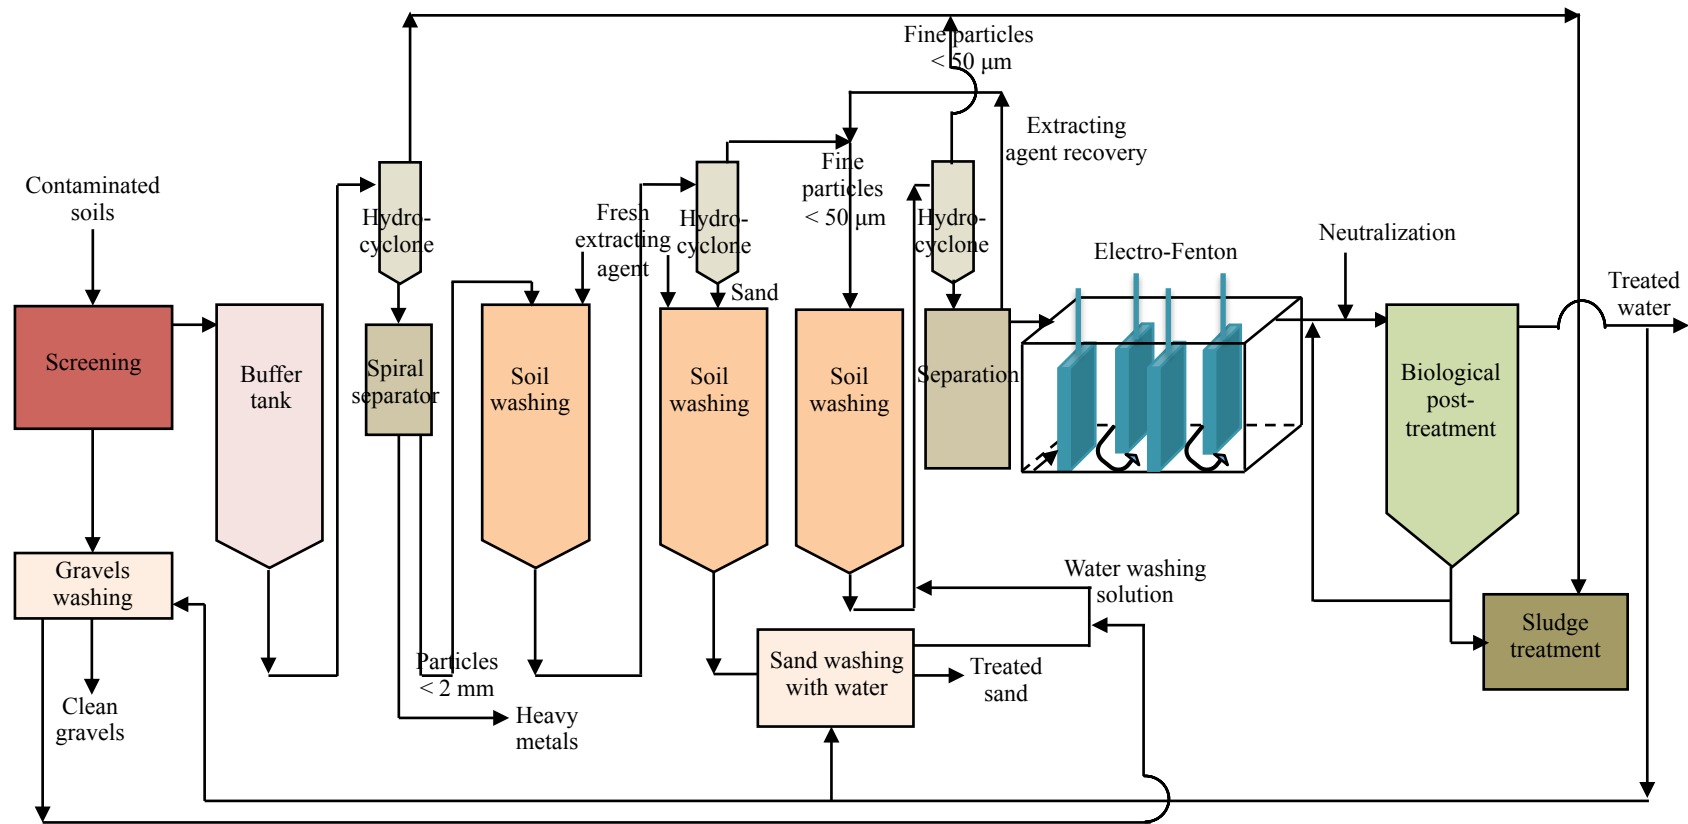 Fine particles
< 50 μm
Extracting
agent recovery
Contaminated
soils
Hydro-
cyclone
Fresh
extracting
agent
Hydro-
cyclone
Fine
particles
< 50 μm
Hydro-
cyclone
Electro-Fenton
Neutralization
Treated
water
Sand
Screening
Buffer
tank
Spiral
separator
Soil
washing
Soil
washing
Soil
washing
Separation
Biological
post-
treatment
Gravels
washing
Water washing
solution
Sludge
treatment
Particles
< 2 mm
Sand washing
with water
Treated
sand
Clean
gravels
Heavy
metals